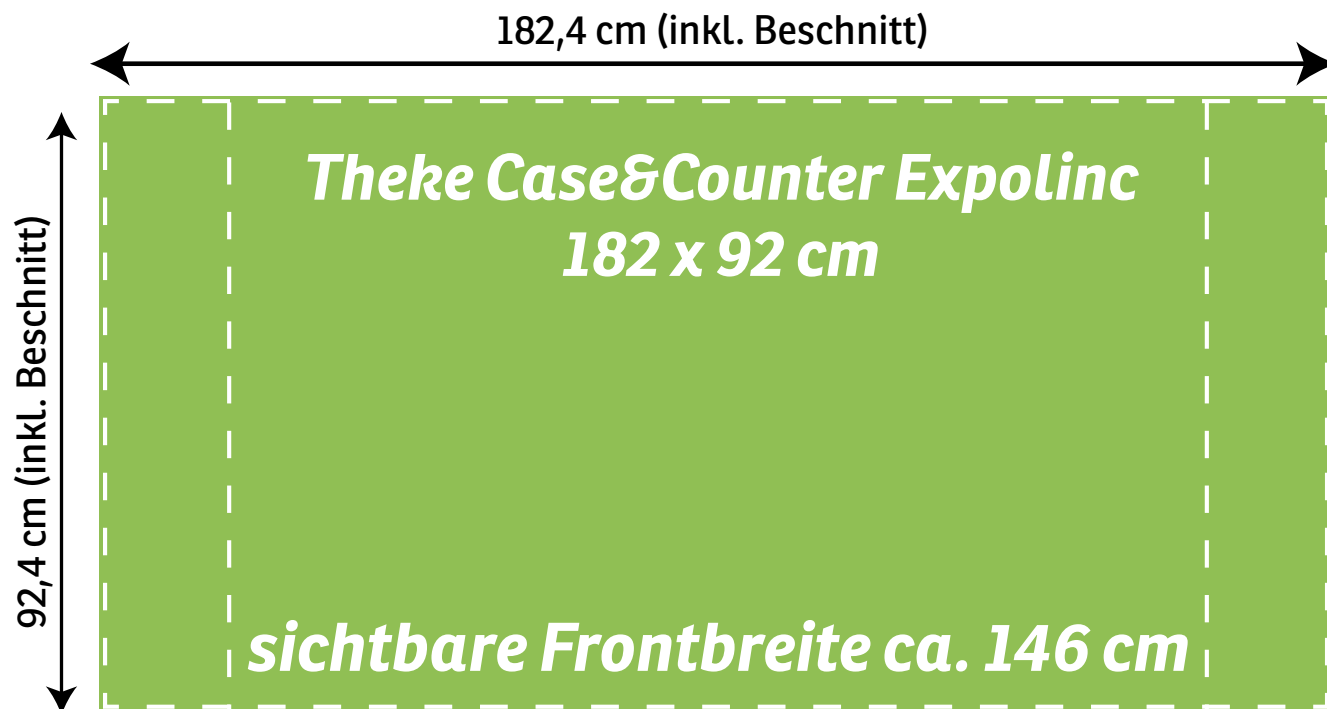 182,4 cm (inkl. Beschnitt)
92,4 cm (inkl. Beschnitt)
Theke Case&Counter Expolinc
182 x 92 cm
sichtbare Frontbreite ca. 146 cm